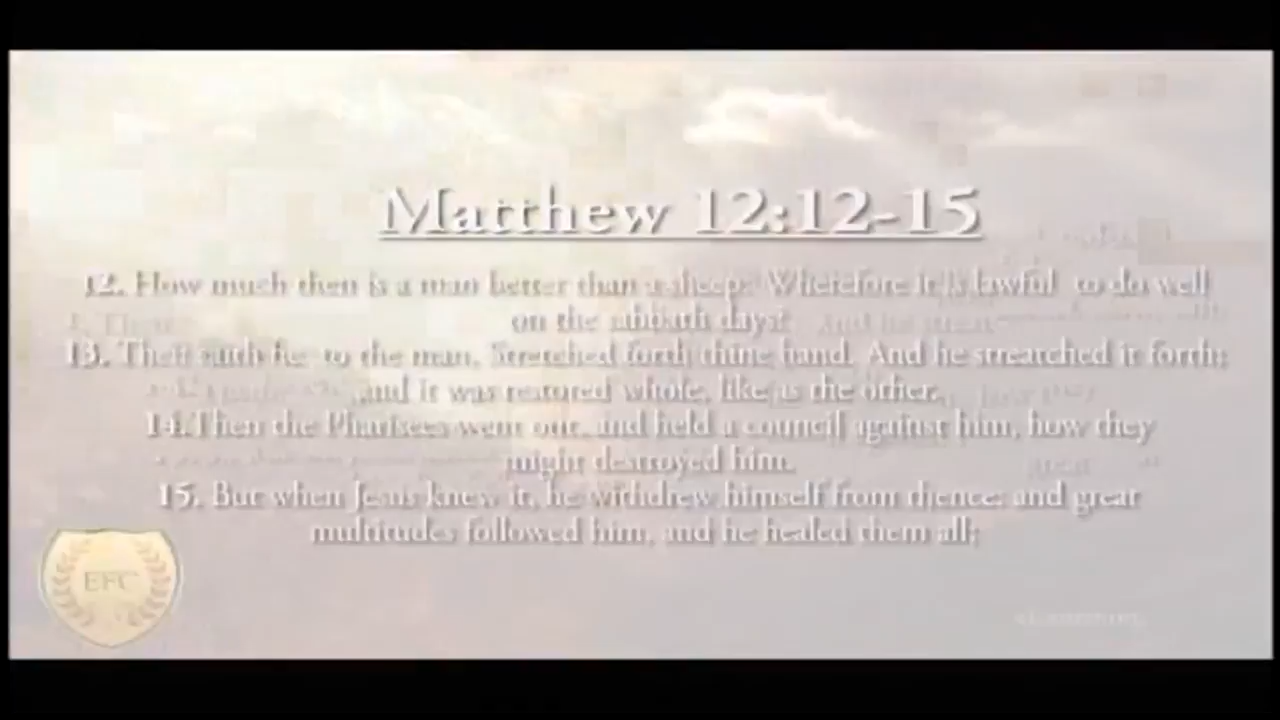 Matthew 12:12-15
12. How much then is a man better than a sheep? Wherefore it is lawful to do well
on the sabbath days?
13. Then saith he to the man, Stretched forth thine hand. And he streatched it forth;
and it was restored whole, like as the other.
14.Then the Pharisees went out, and held a council against him, how they
might destroyed him.
15. But when Jesus knew it, he withdrew himself from thence: and great
multitudes followed him, and he healed them all;
EFC